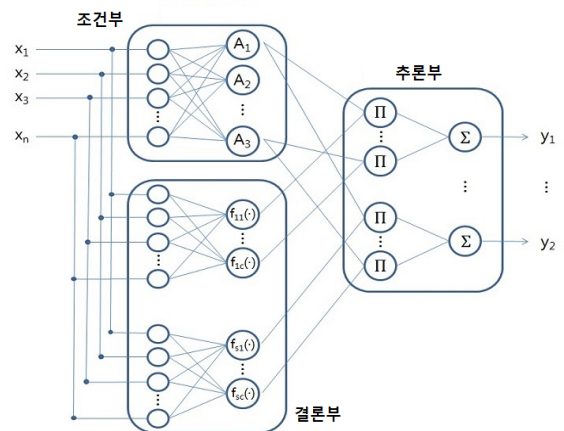 조건부
x1
x2
x3
⋮
xn
A1
A2
⋮
A3
추론부
Π
⋮
Π
Π
⋮
Π
Σ
⋮
Σ
y1
⋮
y2
f11(·)
⋮
f1c(·)
fs1(·)
⋮
fsc(·)
결론부